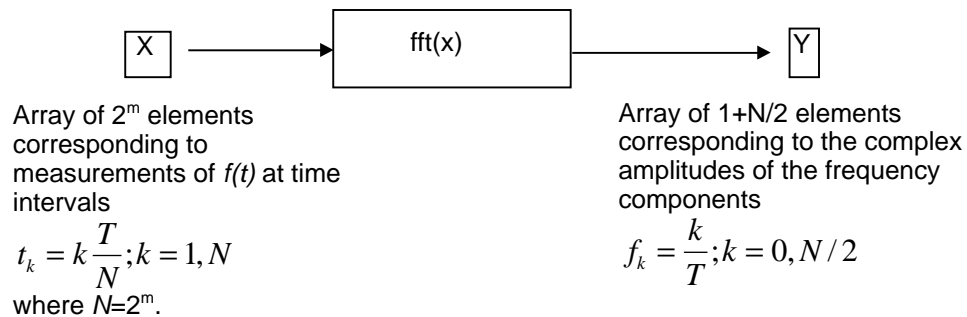 X
fft(x)
Y
Array of 2^m elements
corresponding to
measurements of f(t) at time
intervals
t_k = k T/N; k = 1, N
where N=2^m.
Array of 1+N/2 elements
corresponding to the complex
amplitudes of the frequency
components
f_k = k/T; k = 0, N / 2